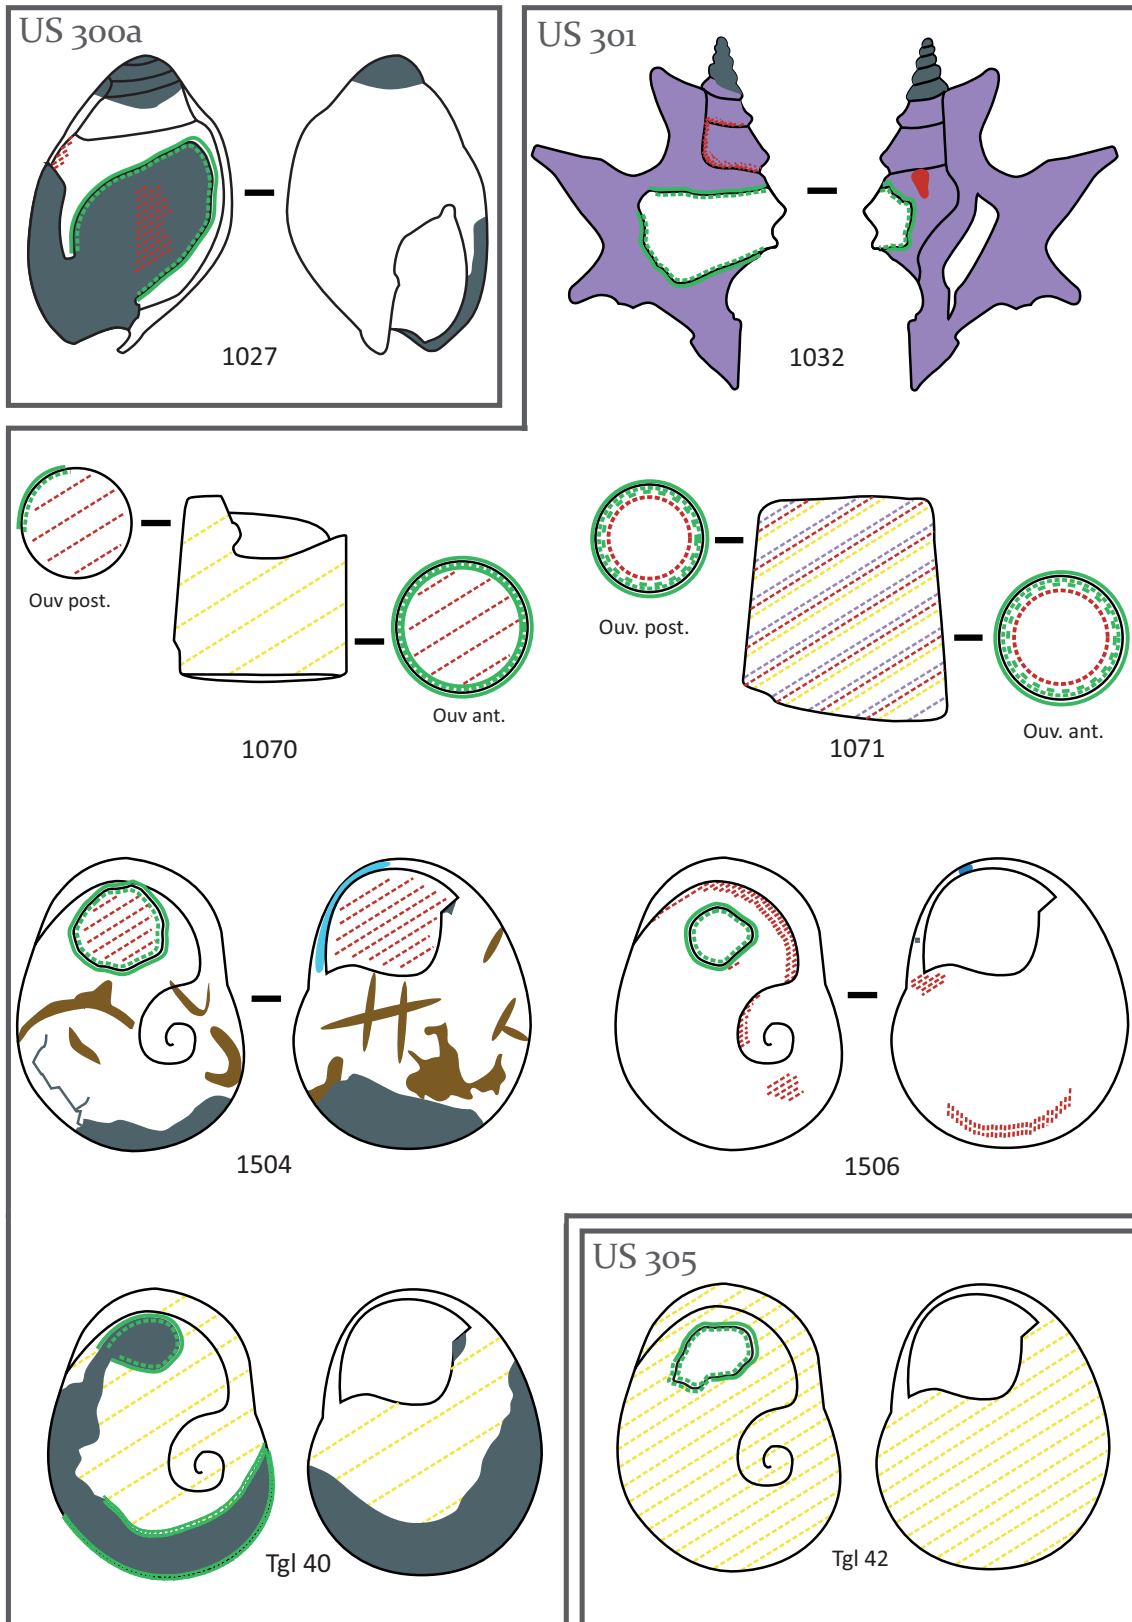 US 300a
US 301
1027
1032
Ouv post.
Ouv ant.
1070
Ouv. post.
Ouv. ant.
1071
1504
1506
US 305
Tgl 40
Tgl 42